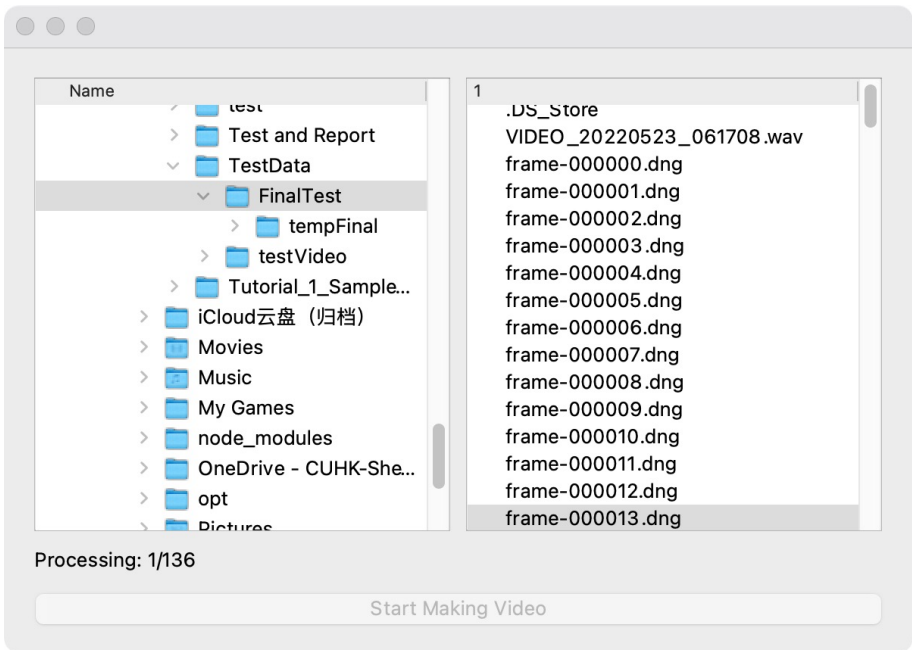 Name
test
Test and Report
TestData
FinalTest
tempFinal
testVideo
Tutorial_1_Sample...
iCloud云盘（归档）
Movies
Music
My Games
node_modules
OneDrive - CUHK-She...
opt
Pictures
1
.DS_Store
VIDEO_20220523_061708.wav
frame-000000.dng
frame-000001.dng
frame-000002.dng
frame-000003.dng
frame-000004.dng
frame-000005.dng
frame-000006.dng
frame-000007.dng
frame-000008.dng
frame-000009.dng
frame-000010.dng
frame-000011.dng
frame-000012.dng
frame-000013.dng
Processing: 1/136
Start Making Video